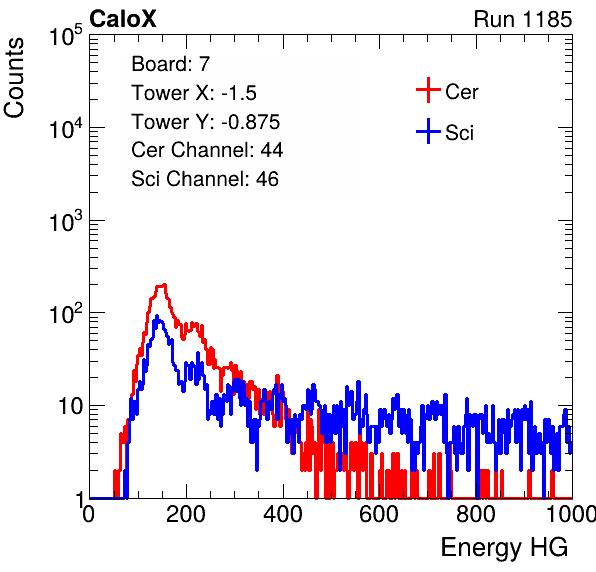 CaloX Run 1185
Counts
10^5
10^4
10^3
10^2
10
1
Board: 7
Tower X: -1.5
Tower Y: -0.875
Cer Channel: 44
Sci Channel: 46
Cer
Sci
0 200 400 600 800 1000
Energy HG